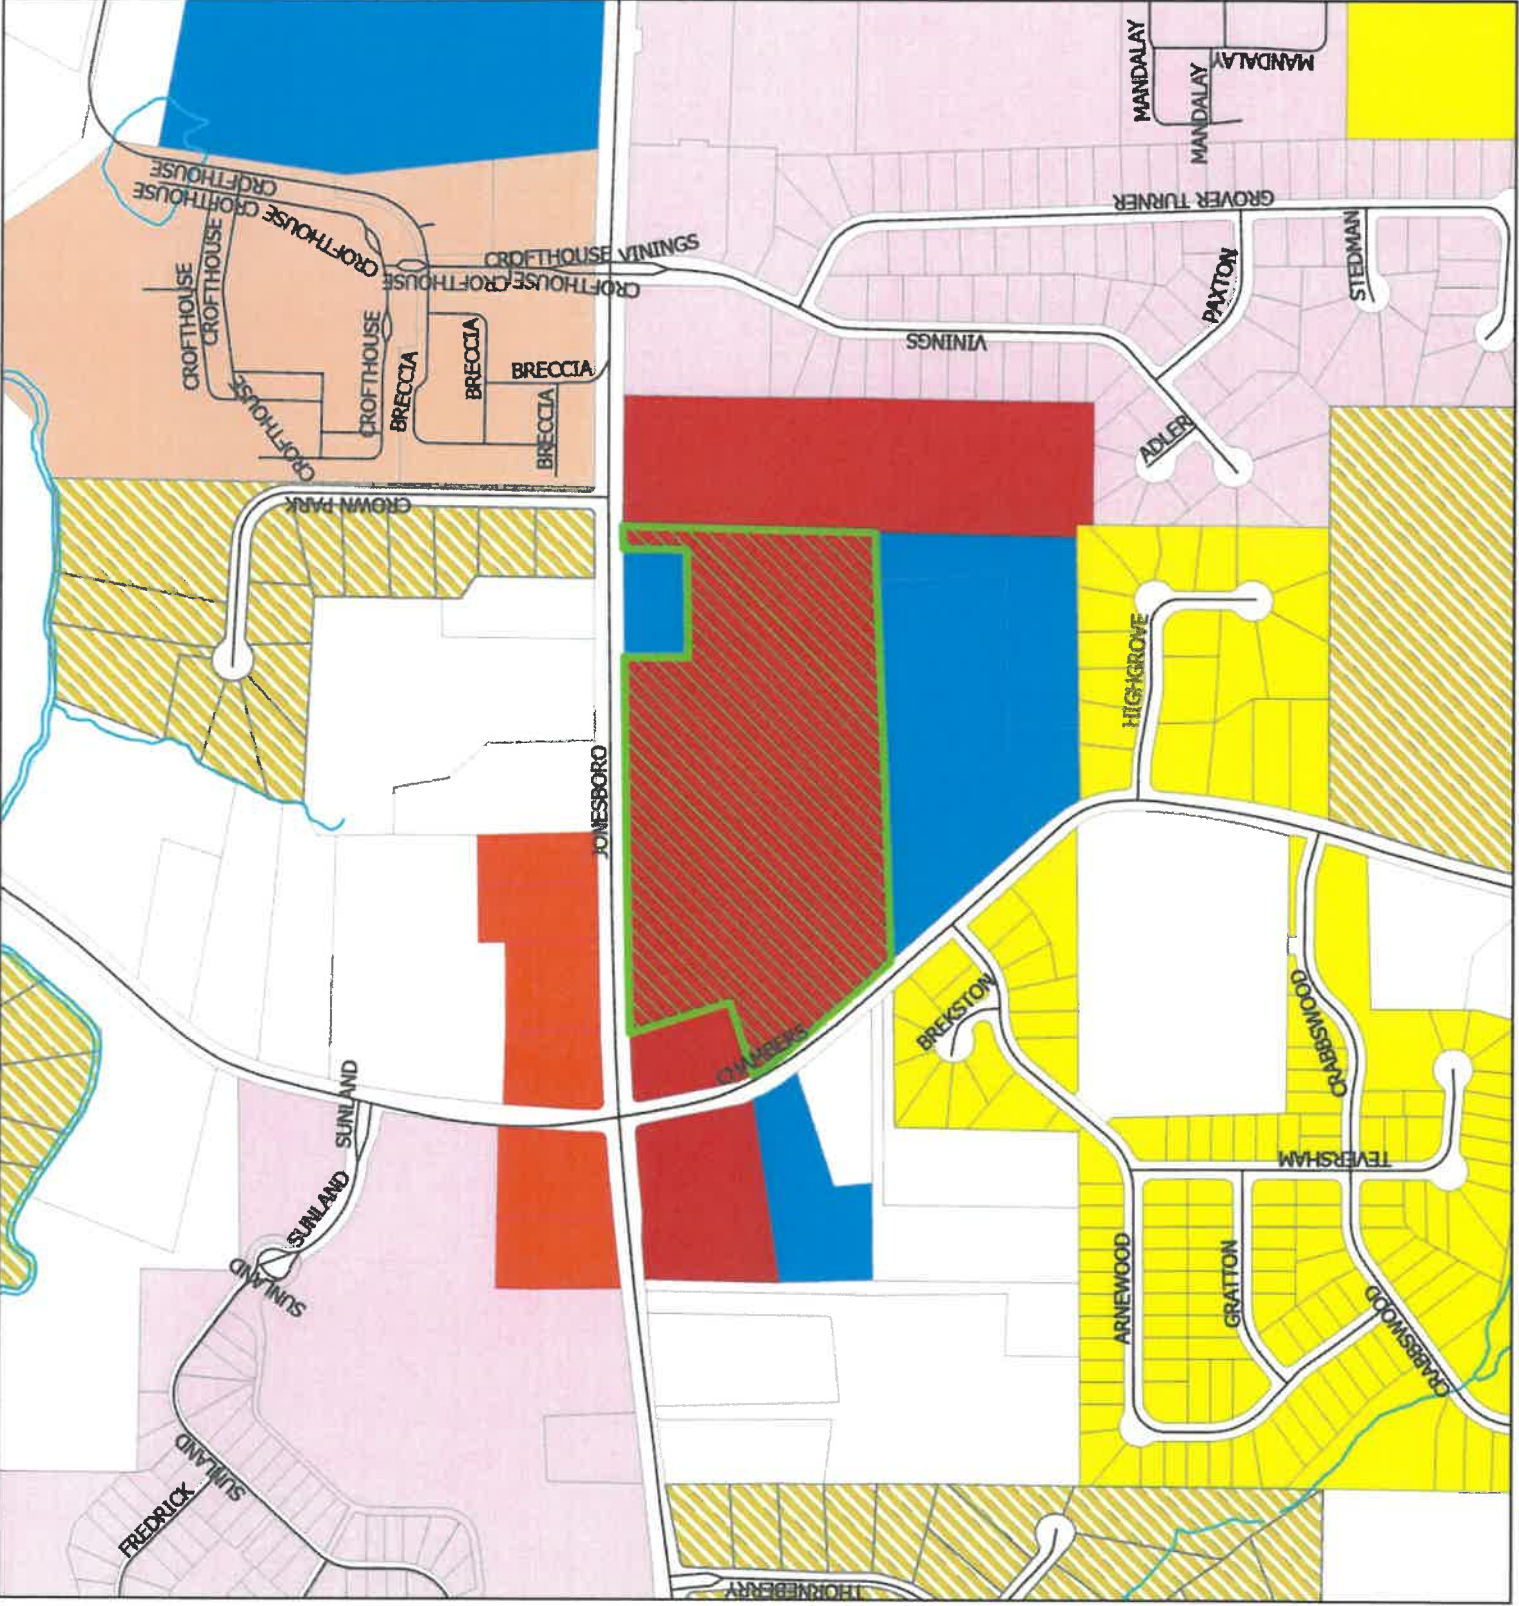 MANDALAY
MANDALAY
MANDALAY
CROFTHOUSE
CROFTHOUSE
CROFTHOUSE
GROVER TURNER
CROFTHOUSE
CROFTHOUSE
CROFTHOUSE VININGS
CROFTHOUSE
CROFTHOUSE
CROFTHOUSE
PAXTON
STEDMAN
CROFTHOUSE
BRECCIA
BRECCIA
BRECCIA
BRECCIA
VININGS
CROFTHOUSE
ADLER
CROWN PARK
HIGHGROVE
JONESBORO
BREKSTON
CRABBSWOOD
CHAMBERS
SUNLAND
SUNLAND
SUNLAND
SUNLAND
TEVERSHAM
ARNEWOOD
GRATTON
CRABBSWOOD
SUNLAND
FREDRICK
THORNEBERRY